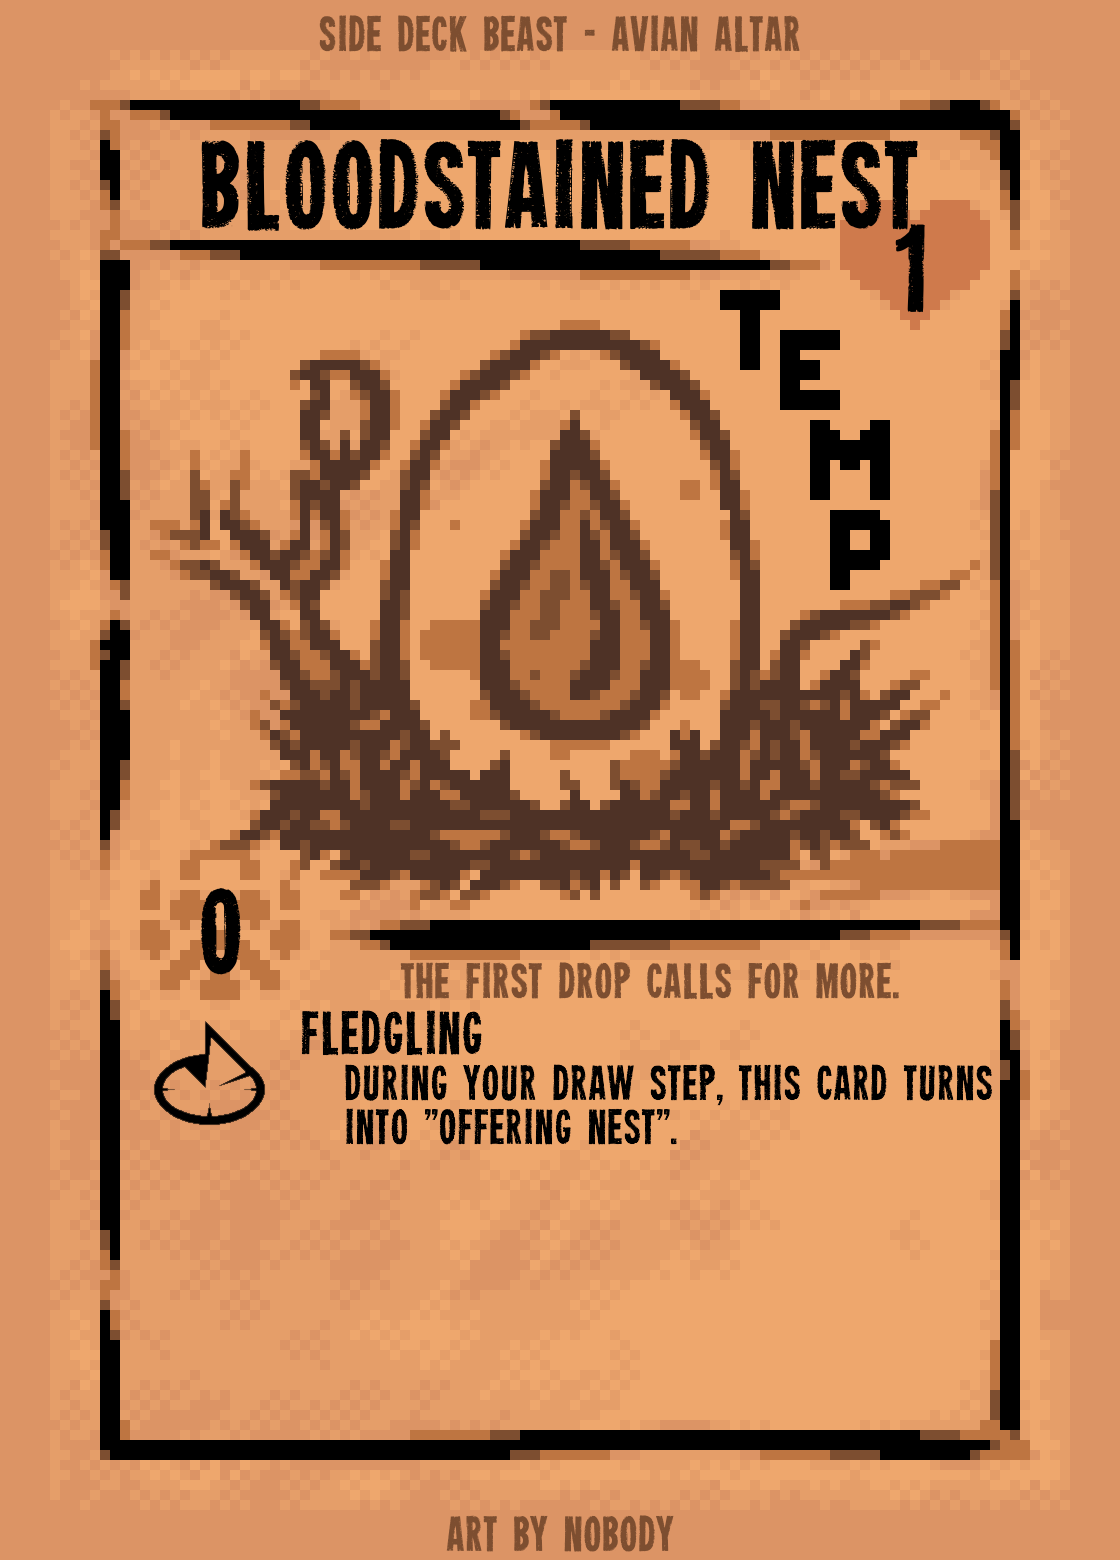 SIDE DECK BEAST - AVIAN ALTAR
BLOODSTAINED NEST
1
TEMP
0
THE FIRST DROP CALLS FOR MORE.
FLEDGLING
DURING YOUR DRAW STEP, THIS CARD TURNS
INTO "OFFERING NEST".
ART BY NOBODY